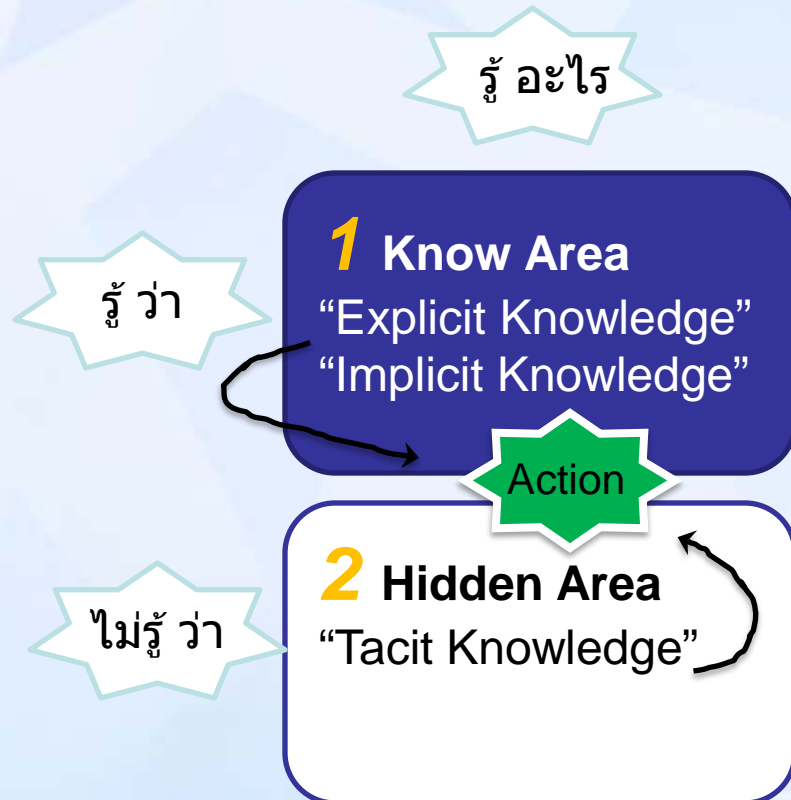 รู้ อะไร
รู้ ว่า
1 Know Area
“Explicit Knowledge”
“Implicit Knowledge”
Action
ไม่รู้ ว่า
2 Hidden Area
“Tacit Knowledge”